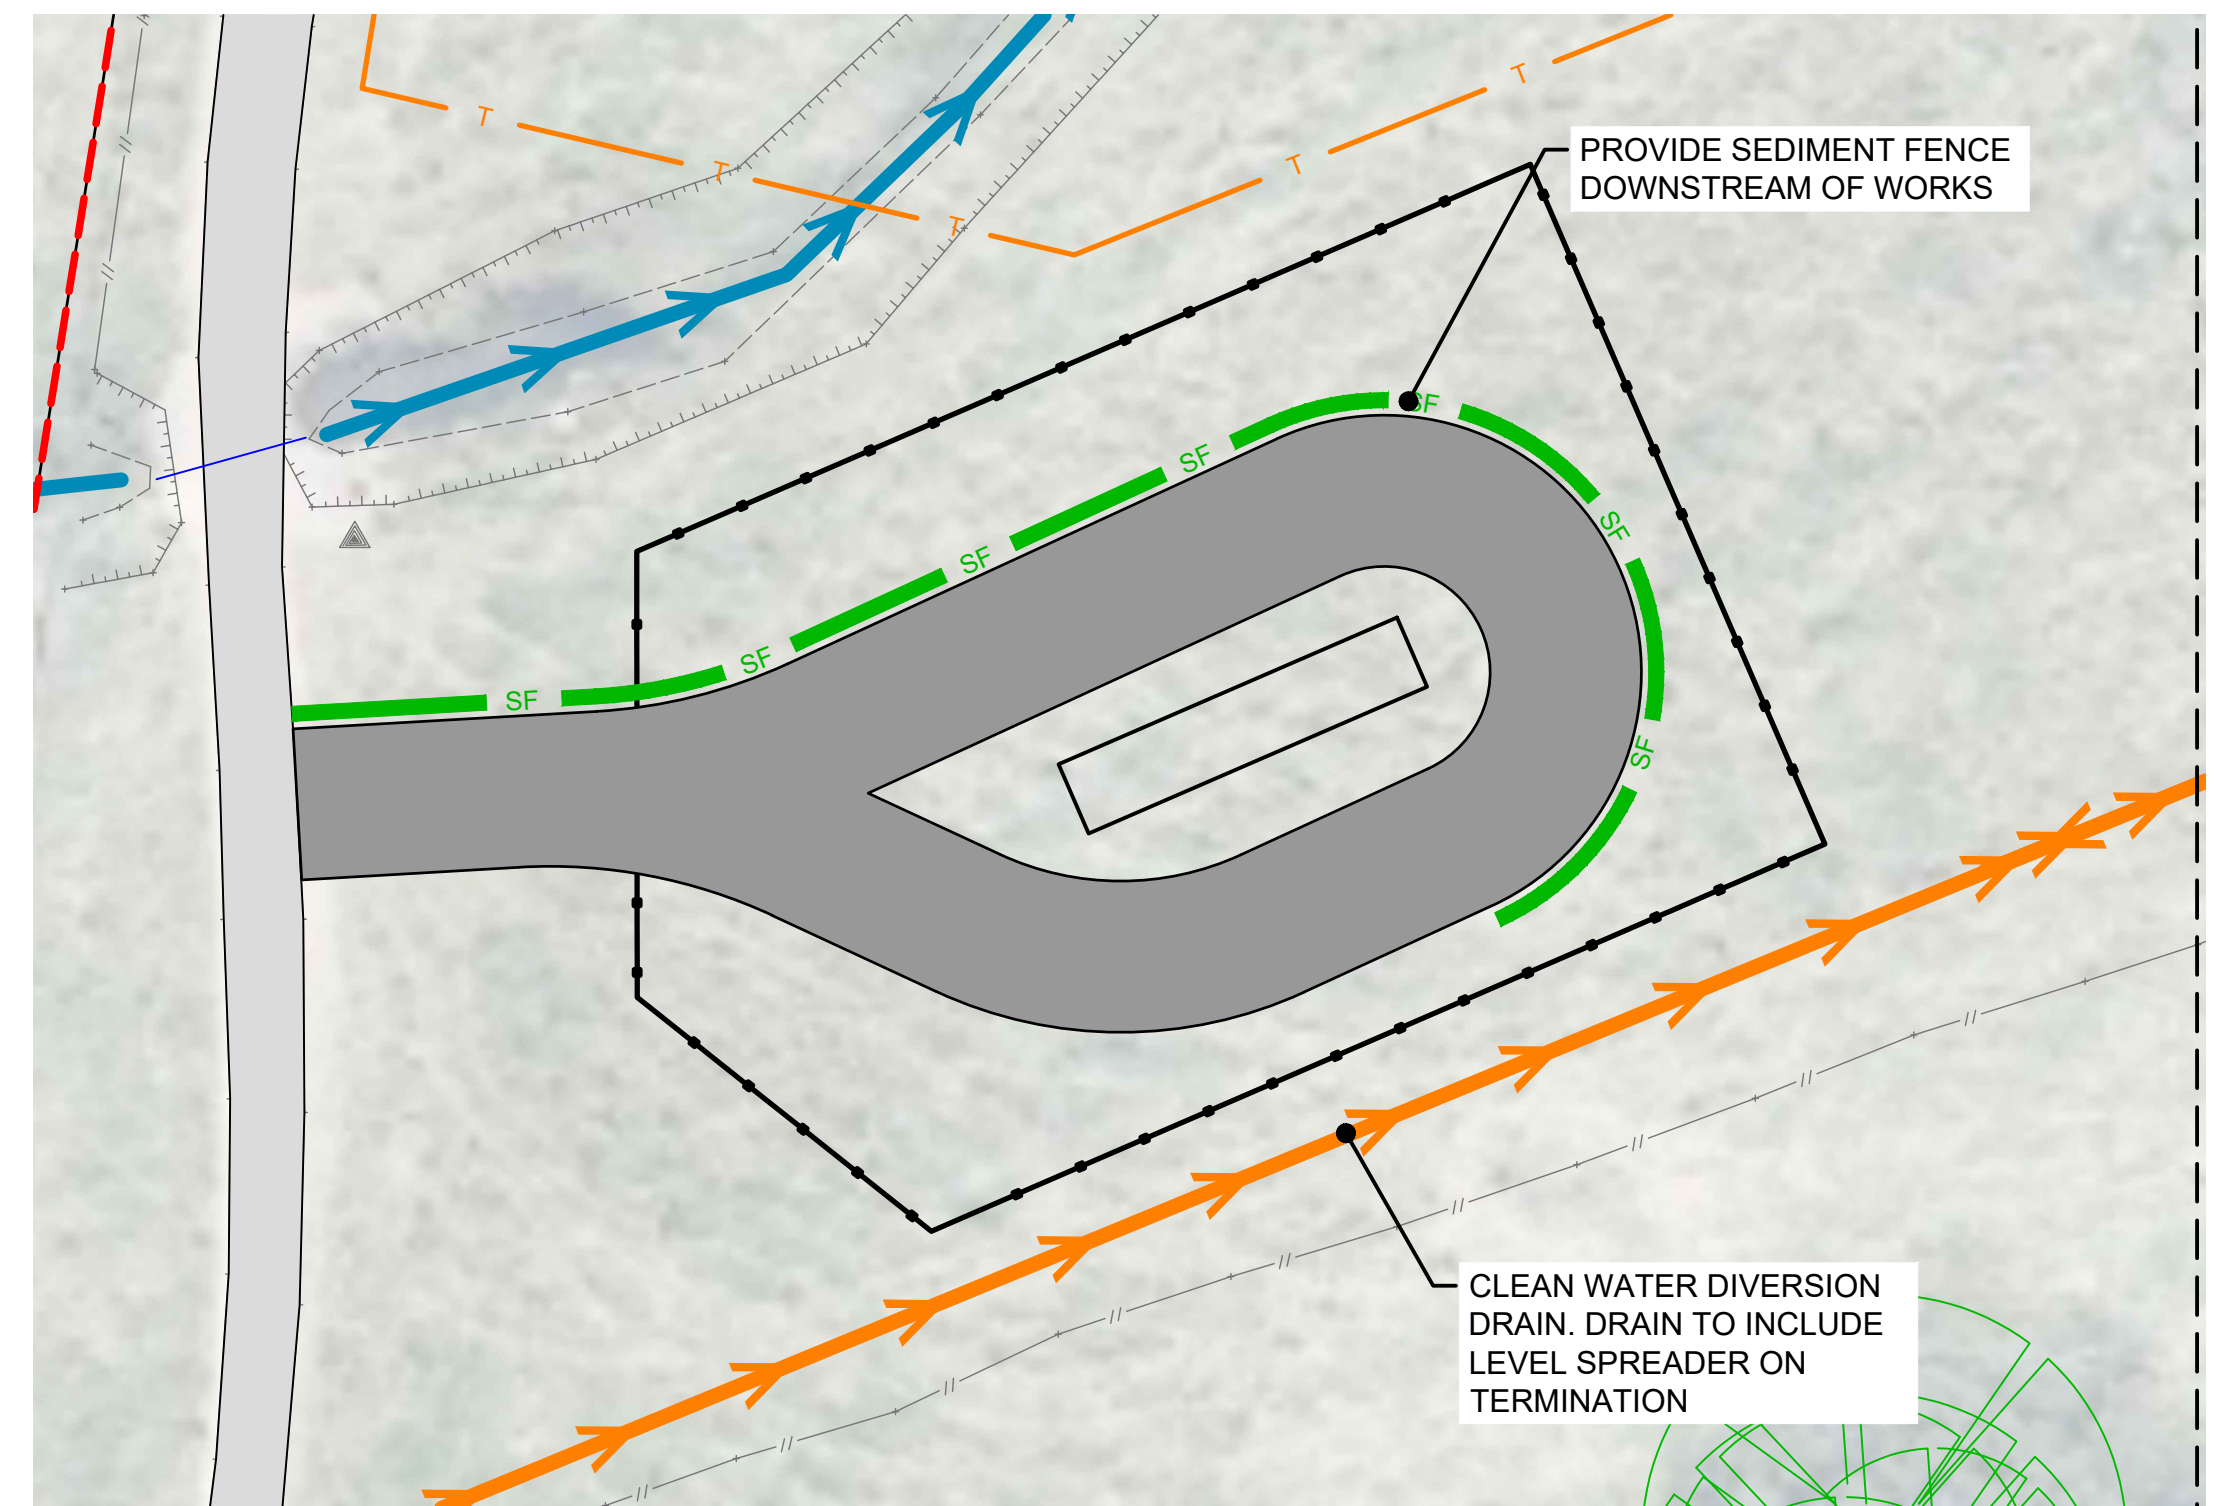 T
T
T
T
T
PROVIDE SEDIMENT FENCE
DOWNSTREAM OF WORKS
SF
SF
SF
SF
SF
SF
SF
CLEAN WATER DIVERSION
DRAIN. DRAIN TO INCLUDE
LEVEL SPREADER ON
TERMINATION